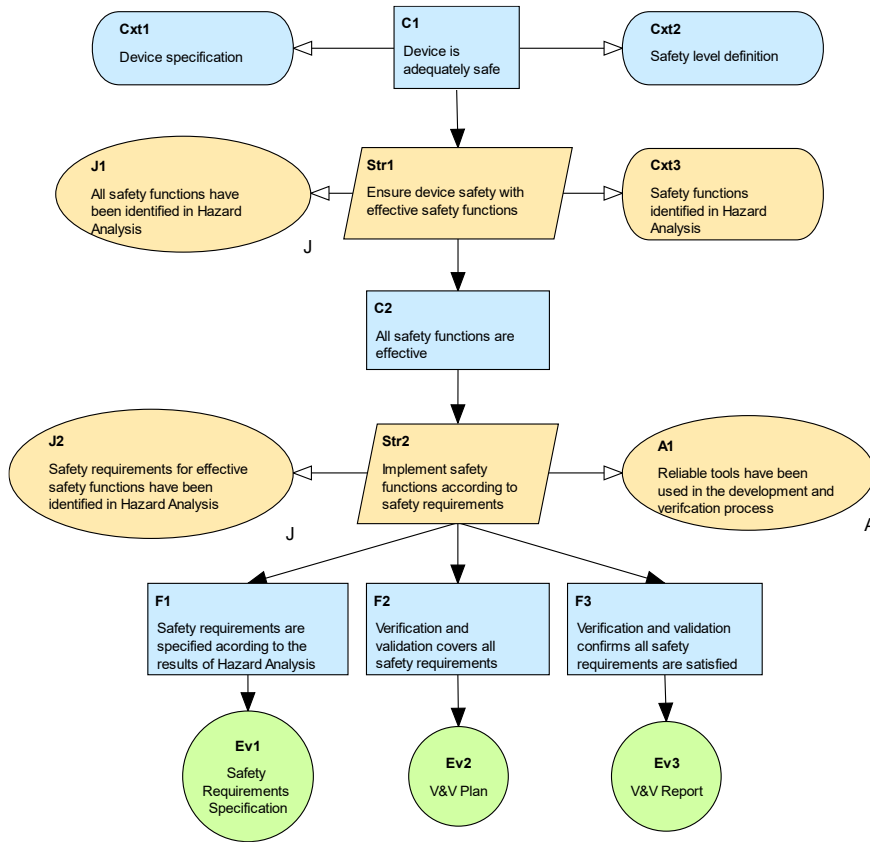 Cxt1
Device specification
C1
Device is
adequately safe
Cxt2
Safety level definition
J1
All safety functions have
been identified in Hazard
Analysis
J
Str1
Ensure device safety with
effective safety functions
Cxt3
Safety functions
identified in Hazard
Analysis
C2
All safety functions are
effective
J2
Safety requirements for effective
safety functions have been
identified in Hazard Analysis
J
Str2
Implement safety
functions according to
safety requirements
A1
Reliable tools have been
used in the development and
verifcation process
A
F1
Safety requirements are
specified acording to the
results of Hazard Analysis
F2
Verification and
validation covers all
safety requirements
F3
Verification and validation
confirms all safety
requirements are satisfied
Ev1
Safety
Requirements
Specification
Ev2
V&V Plan
Ev3
V&V Report